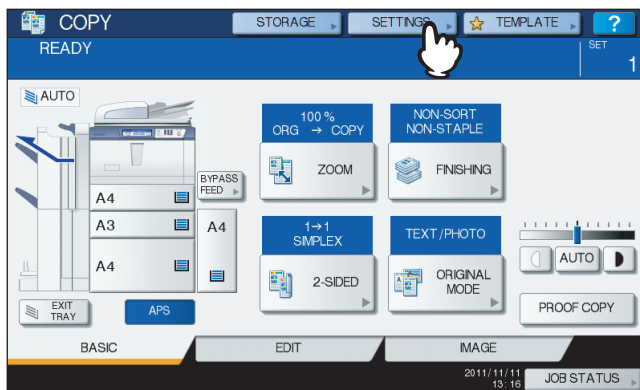 COPY
STORAGE
SETTINGS
TEMPLATE
?
READY
SET
1
AUTO
100 %
ORG → COPY
NON-SORT
NON-STAPLE
ZOOM
FINISHING
BYPASS
FEED
A4
A3
A4
A4
1→1
SIMPLEX
TEXT/PHOTO
2-SIDED
ORIGINAL
MODE
AUTO
EXIT
TRAY
APS
PROOF COPY
BASIC
EDIT
IMAGE
2011/11/11
13:16
JOB STATUS